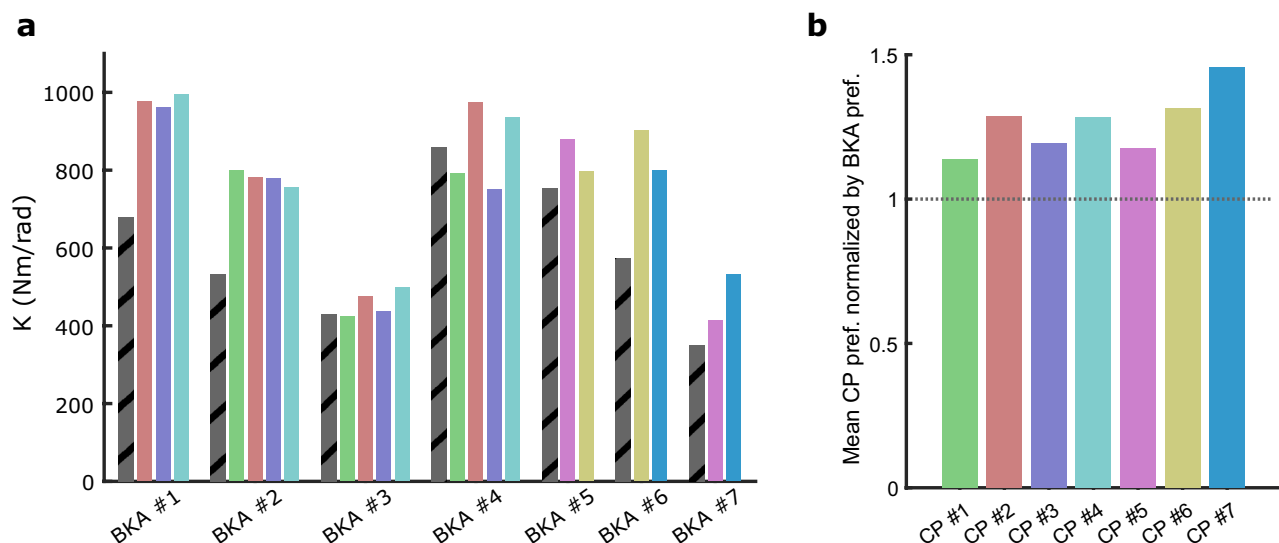 a
K (Nm/rad)
1000
800
600
400
200
0
BKA #1
BKA #2
BKA #3
BKA #4
BKA #5
BKA #6
BKA #7
b
Mean CP pref. normalized by BKA pref.
1.5
1
0.5
0
CP #1
CP #2
CP #3
CP #4
CP #5
CP #6
CP #7